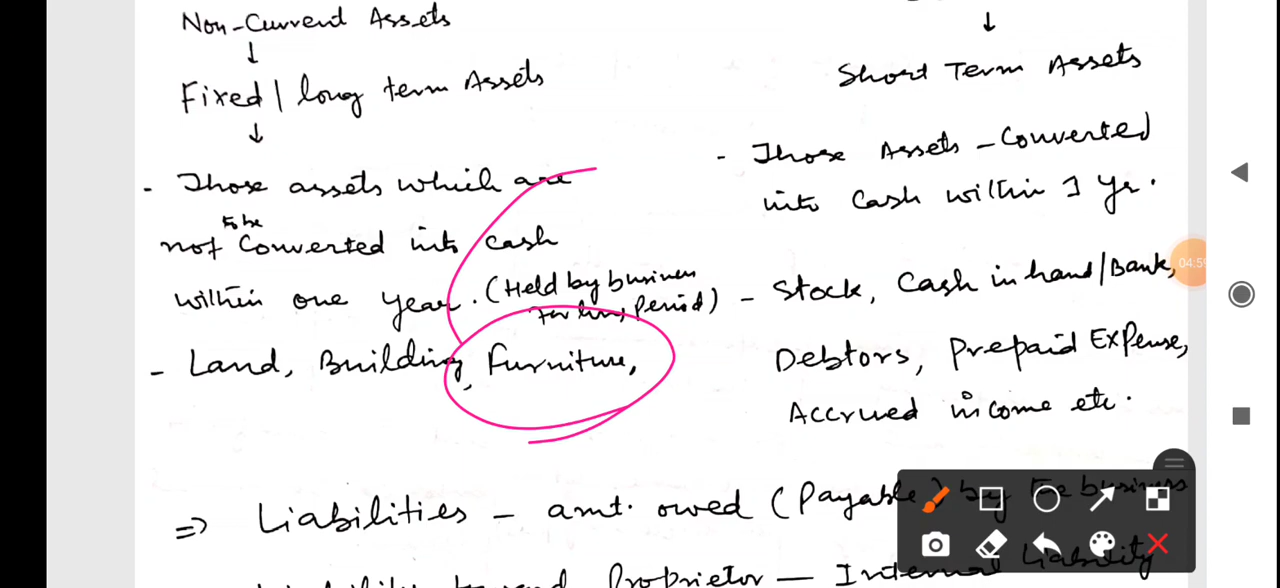 Non-Current Assets
↓
Fixed / long term Assets
↓
- Those assets which are
to be
not converted into cash
within one year. (Held by business
for long period)
- Land, Building, Furniture,
↓
Short Term Assets
- Those Assets - Converted
into Cash within 1 Yr.
- Stock, Cash in hand/Bank,
Debtors, Prepaid Expense,
Accrued income etc.
⇒ Liabilities - amt. owed (Payable) by business
Proprietor — Internal Liability
04:59